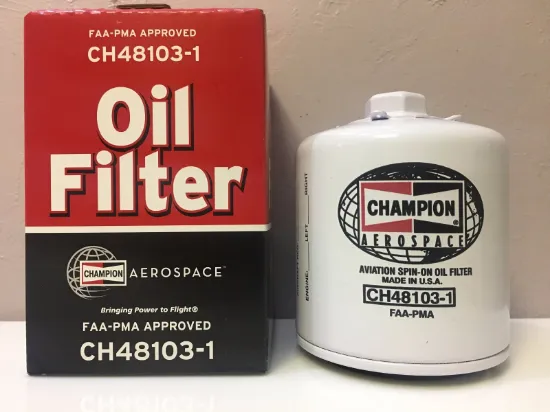 FAA-PMA APPROVED
CH48103-1
Oil
Filter
CHAMPION
AEROSPACE™
Bringing Power to Flight®
FAA-PMA APPROVED
CH48103-1
CHAMPION
®
AEROSPACE
AVIATION SPIN-ON OIL FILTER
MADE IN U.S.A.
CH48103-1
FAA-PMA
ENGINE: LEFT RIGHT